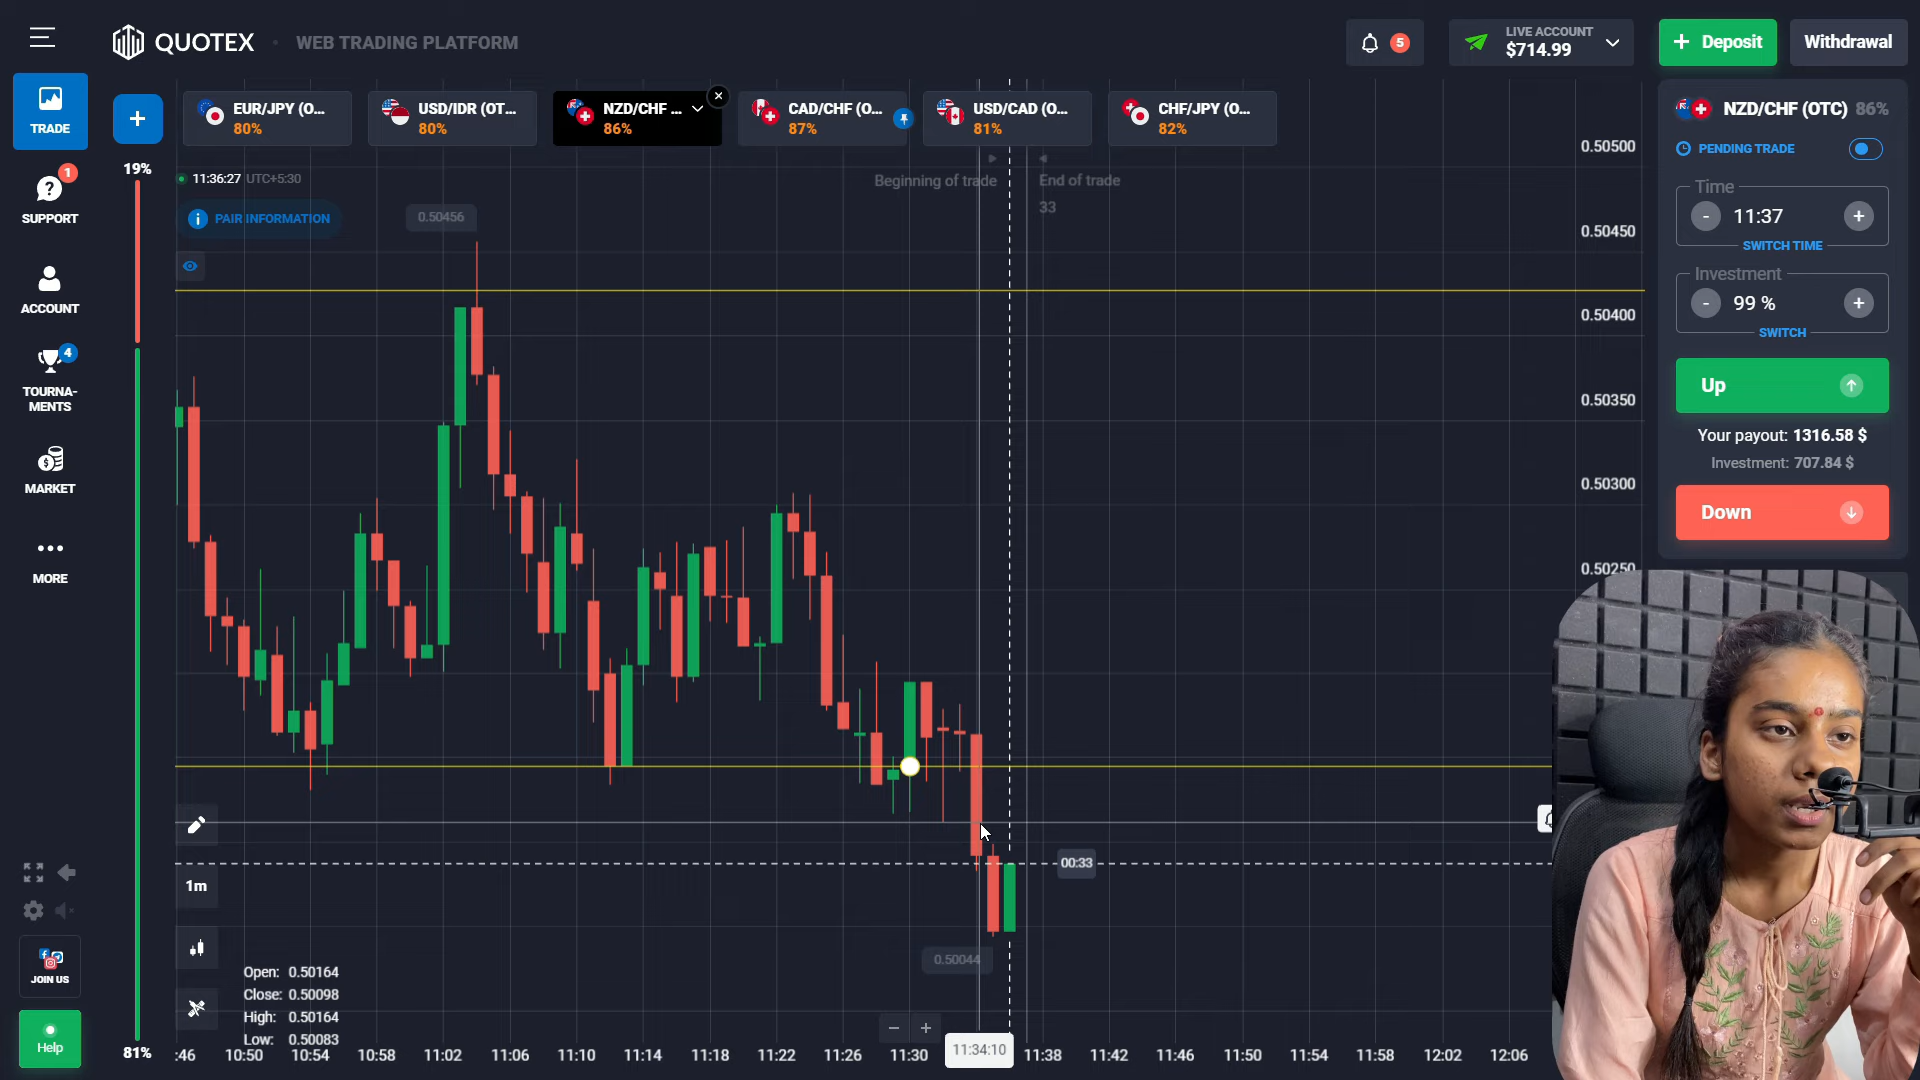 QUOTEX
WEB TRADING PLATFORM
5
LIVE ACCOUNT
$714.99
+ Deposit
Withdrawal
TRADE
1
SUPPORT
ACCOUNT
4
TOURNA-
MENTS
MARKET
MORE
JOIN US
Help
+
19%
81%
EUR/JPY (O...
80%
USD/IDR (OT...
80%
NZD/CHF ...
86%
CAD/CHF (O...
87%
USD/CAD (O...
81%
CHF/JPY (O...
82%
11:36:27 UTC+5:30
PAIR INFORMATION
0.50456
Beginning of trade
End of trade
33
0.50500
0.50450
0.50400
0.50350
0.50300
0.50250
00:33
0.50044
1m
Open: 0.50164
Close: 0.50098
High: 0.50164
Low: 0.50083
:46
10:50
10:54
10:58
11:02
11:06
11:10
11:14
11:18
11:22
11:26
11:30
11:34:10
11:38
11:42
11:46
11:50
11:54
11:58
12:02
12:06
NZD/CHF (OTC) 86%
PENDING TRADE
Time
- 11:37 +
SWITCH TIME
Investment
- 99 % +
SWITCH
Up
Your payout: 1316.58 $
Investment: 707.84 $
Down